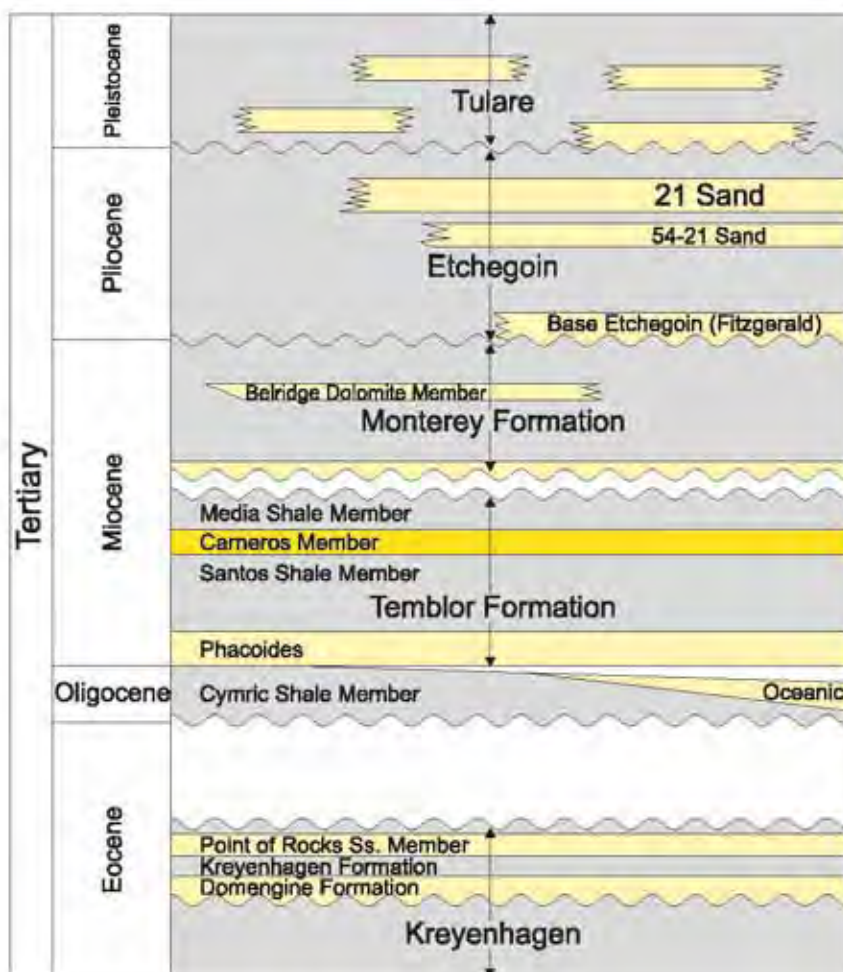 Tertiary
Pleistocene
Tulare
Pliocene
21 Sand
54-21 Sand
Etchegoin
Base Etchegoin (Fitzgerald)
Miocene
Belridge Dolomite Member
Monterey Formation
Media Shale Member
Carneros Member
Santos Shale Member
Temblor Formation
Phacoides
Oligocene
Cymric Shale Member
Oceanic
Eocene
Point of Rocks Ss. Member
Kreyenhagen Formation
Domengine Formation
Kreyenhagen